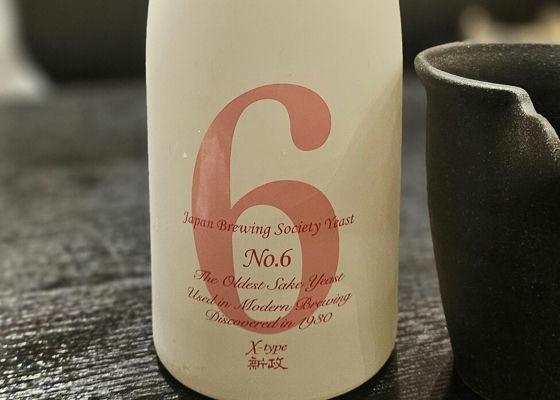 6
Japan Brewing Society Yeast
No.6
The Oldest Sake Yeast
Used in Modern Brewing
Discovered in 1930
X-type
新政